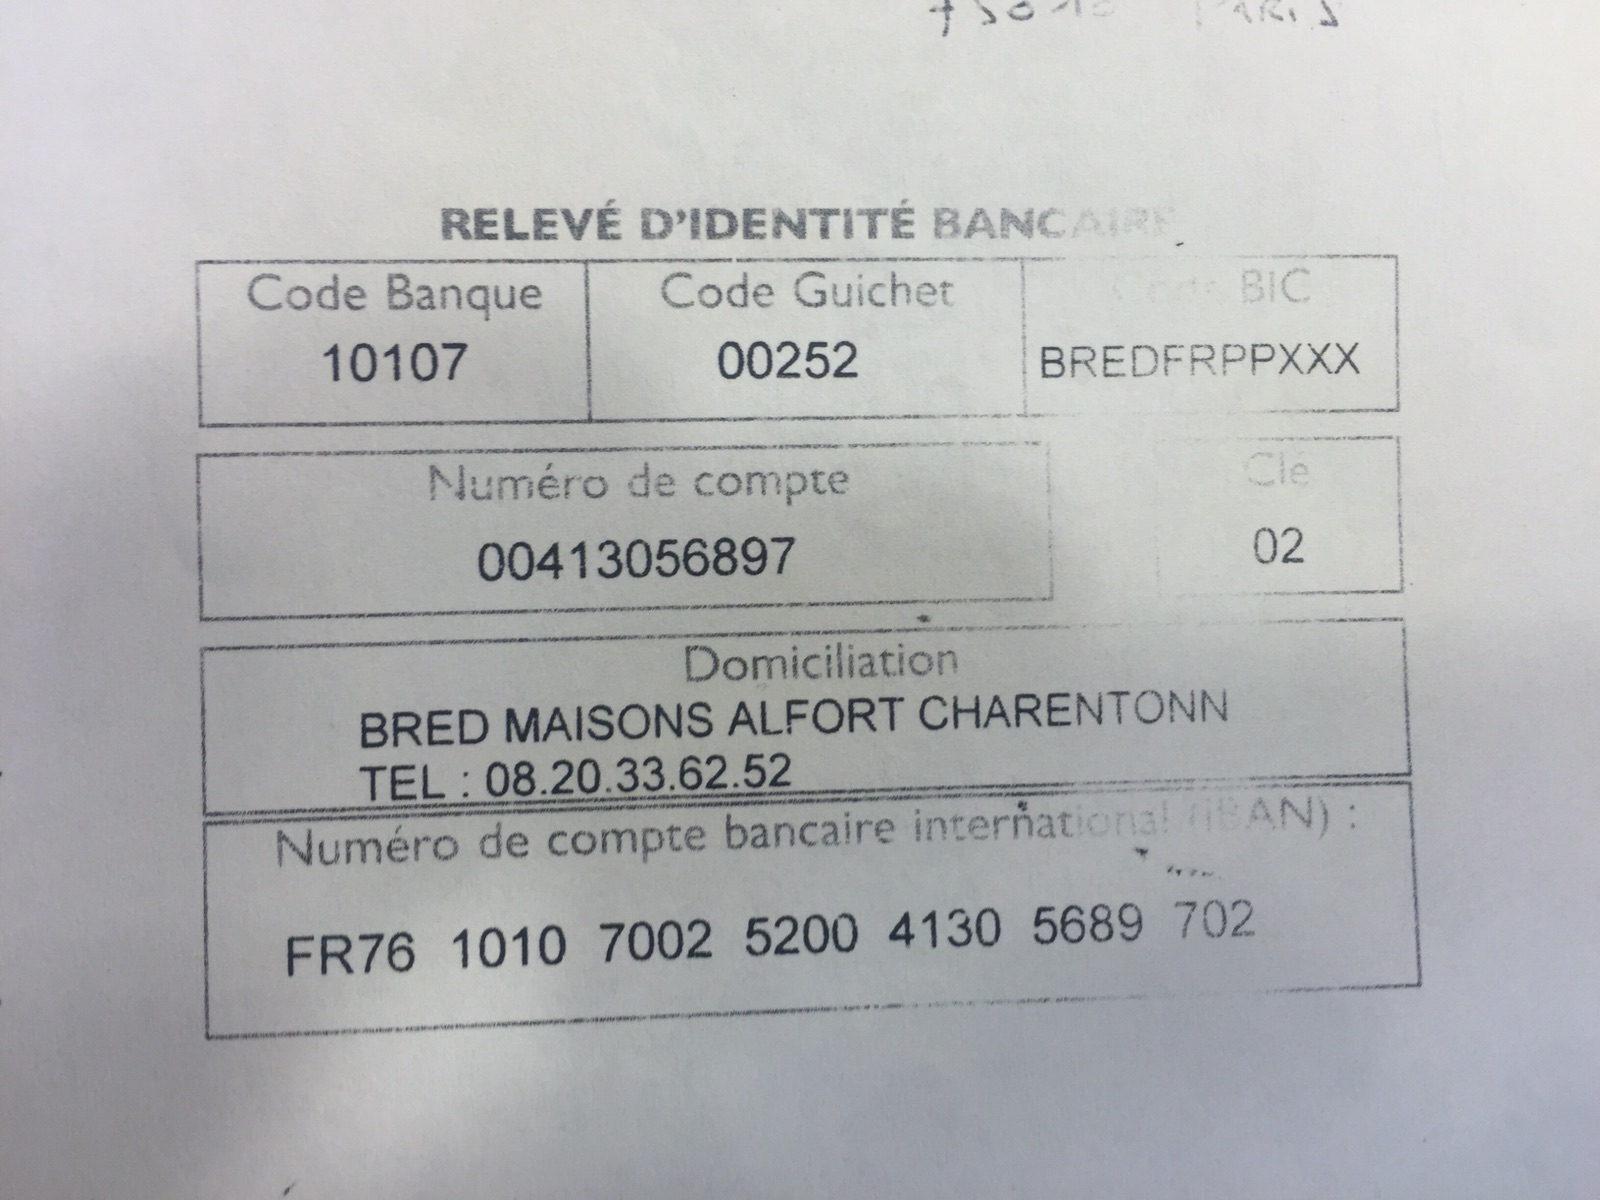 PARIS
RELEVÉ D'IDENTITÉ BANCAIRE
Code Banque Code Guichet Code BIC
10107 00252 BREDFRPPXXX
Numéro de compte Clé
00413056897 02
Domiciliation
BRED MAISONS ALFORT CHARENTONN
TEL : 08.20.33.62.52
Numéro de compte bancaire international (IBAN) :
FR76 1010 7002 5200 4130 5689 702